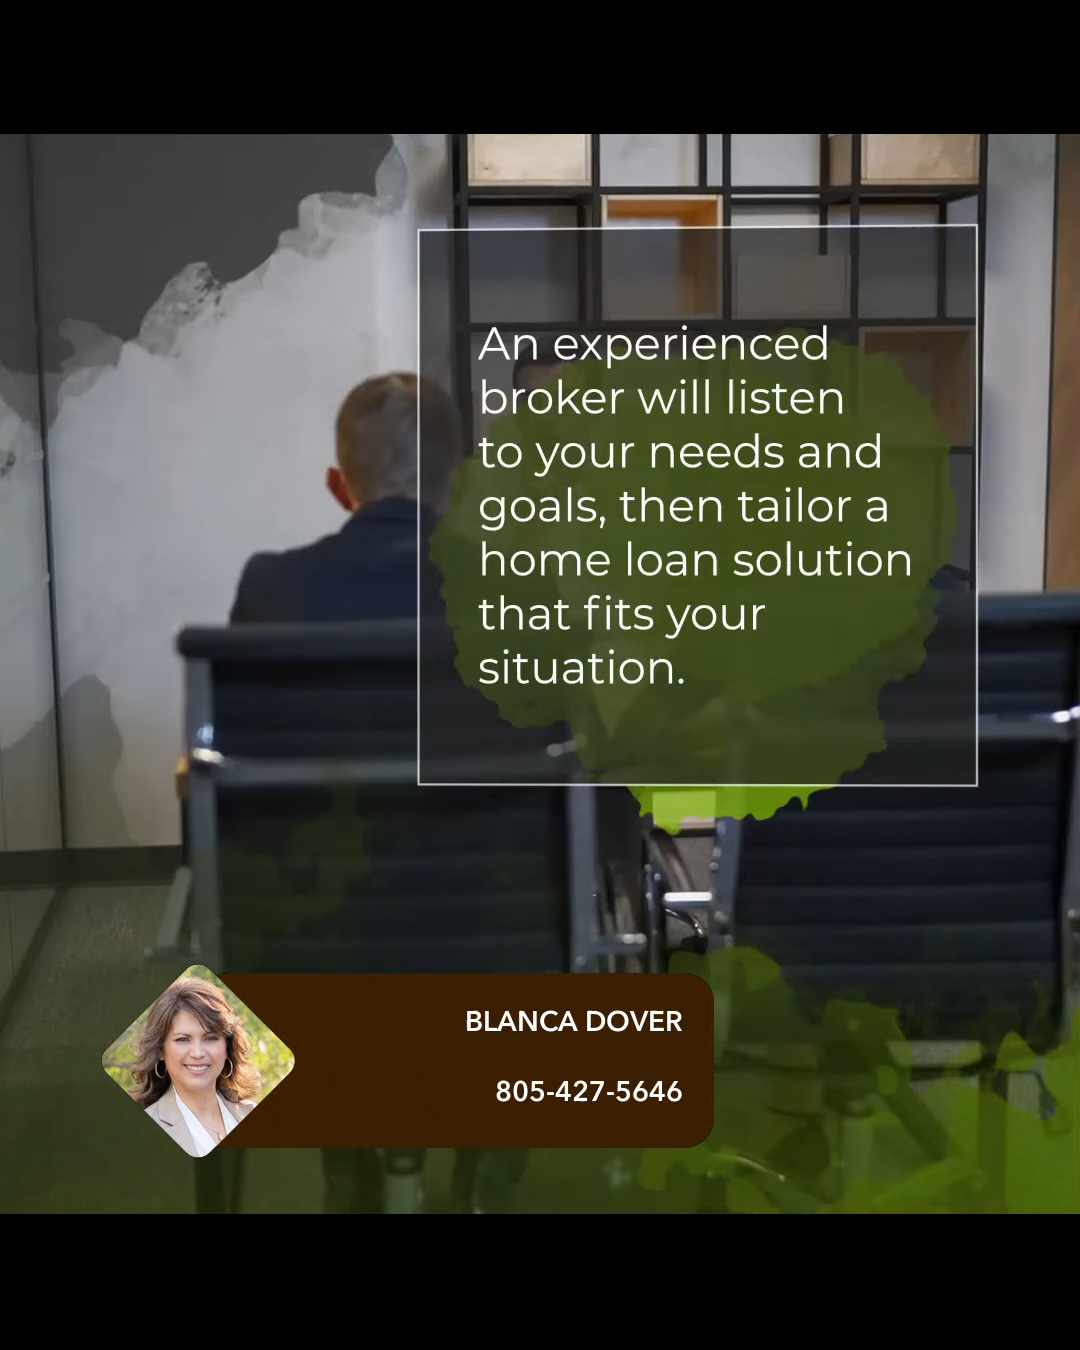 An experienced
broker will listen
to your needs and
goals, then tailor a
home loan solution
that fits your
situation.
BLANCA DOVER
805-427-5646